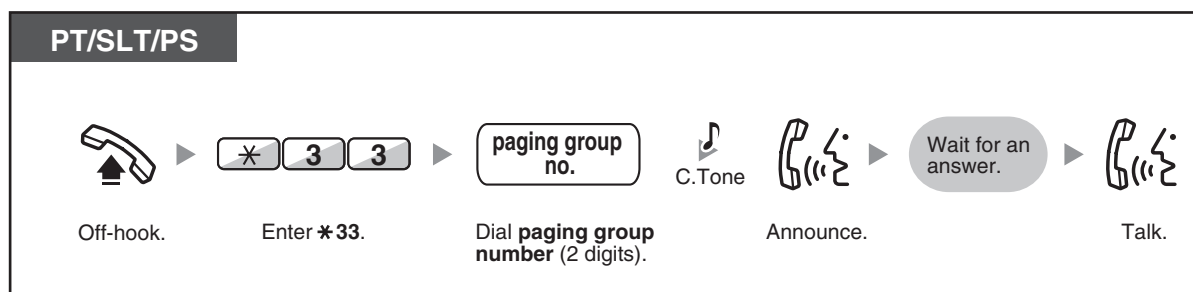 PT/SLT/PS
✳ 3 3
paging group
no.
C.Tone
Wait for an
answer.
Off-hook.
Enter ✳33.
Dial paging group
number (2 digits).
Announce.
Talk.